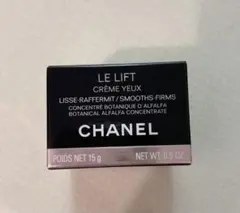 LE LIFT
CRÈME YEUX
LISSE-RAFFERMIT / SMOOTHS-FIRMS
CONCENTRÉ BOTANIQUE D'ALFALFA
BOTANICAL ALFALFA CONCENTRATE
CHANEL
POIDS NET 15 g NET WT. 0.5 OZ